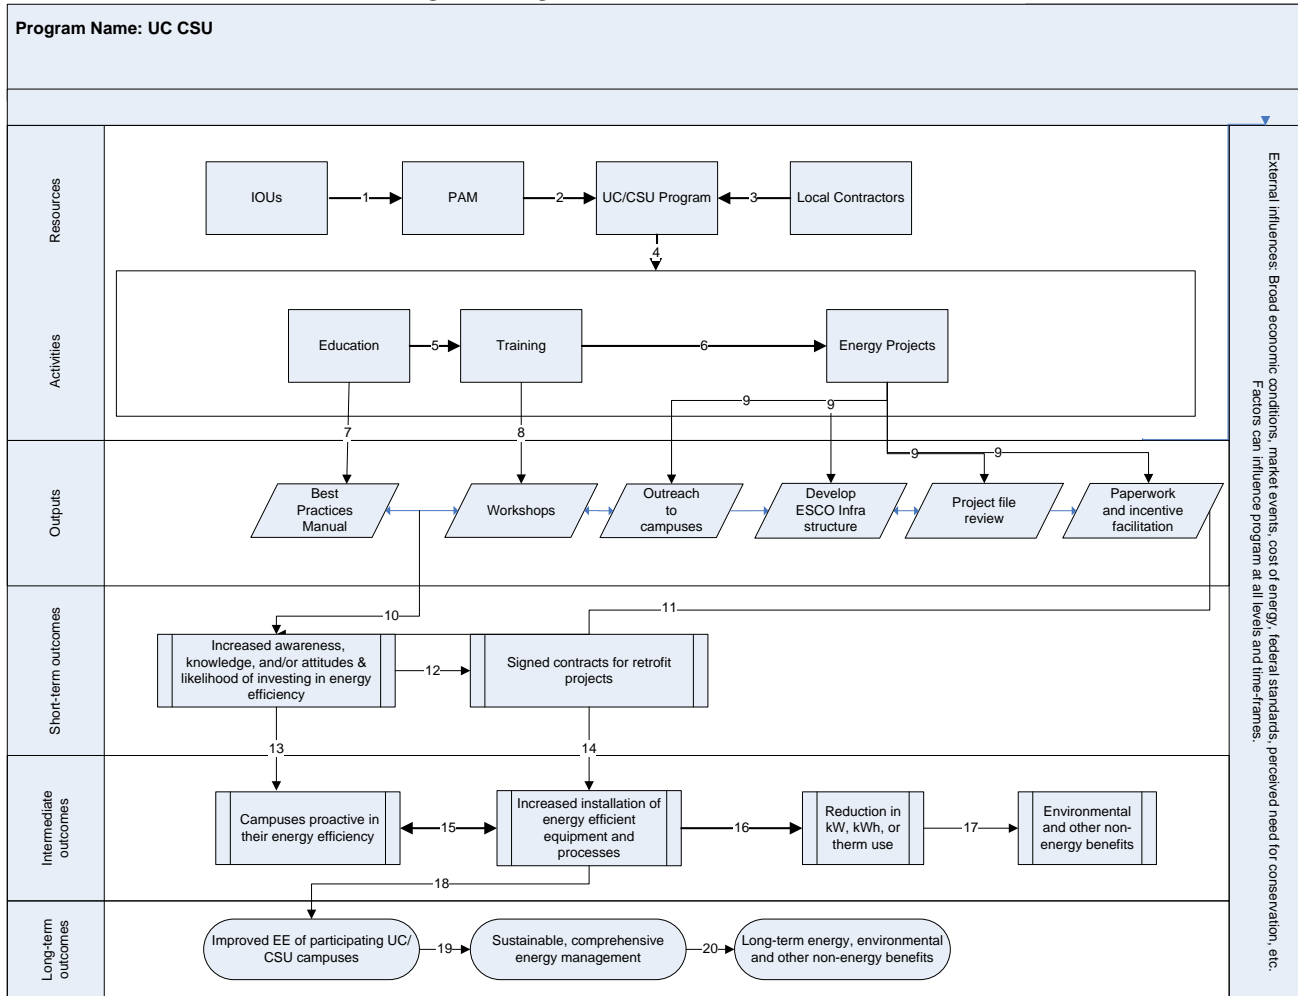 Program Name: UC CSU
Resources
IOUs
1
PAM
2
UC/CSU Program
3
Local Contractors
4
Activities
Education
5
Training
6
Energy Projects
7
8
9
9
9
9
Outputs
Best
Practices
Manual
Workshops
Outreach
to
campuses
Develop
ESCO Infra
structure
Project file
review
Paperwork
and incentive
facilitation
10
11
Short-term outcomes
Increased awareness,
knowledge, and/or attitudes &
likelihood of investing in energy
efficiency
12
Signed contracts for retrofit
projects
13
14
Intermediate
outcomes
Campuses proactive in
their energy efficiency
15
Increased installation of
energy efficient
equipment and
processes
16
Reduction in
kW, kWh, or
therm use
17
Environmental
and other non-
energy benefits
18
Long-term
outcomes
Improved EE of participating UC/
CSU campuses
19
Sustainable, comprehensive
energy management
20
Long-term energy, environmental
and other non-energy benefits
External influences: Broad economic conditions, market events, cost of energy, federal standards, perceived need for conservation, etc.
Factors can influence program at all levels and time-frames.